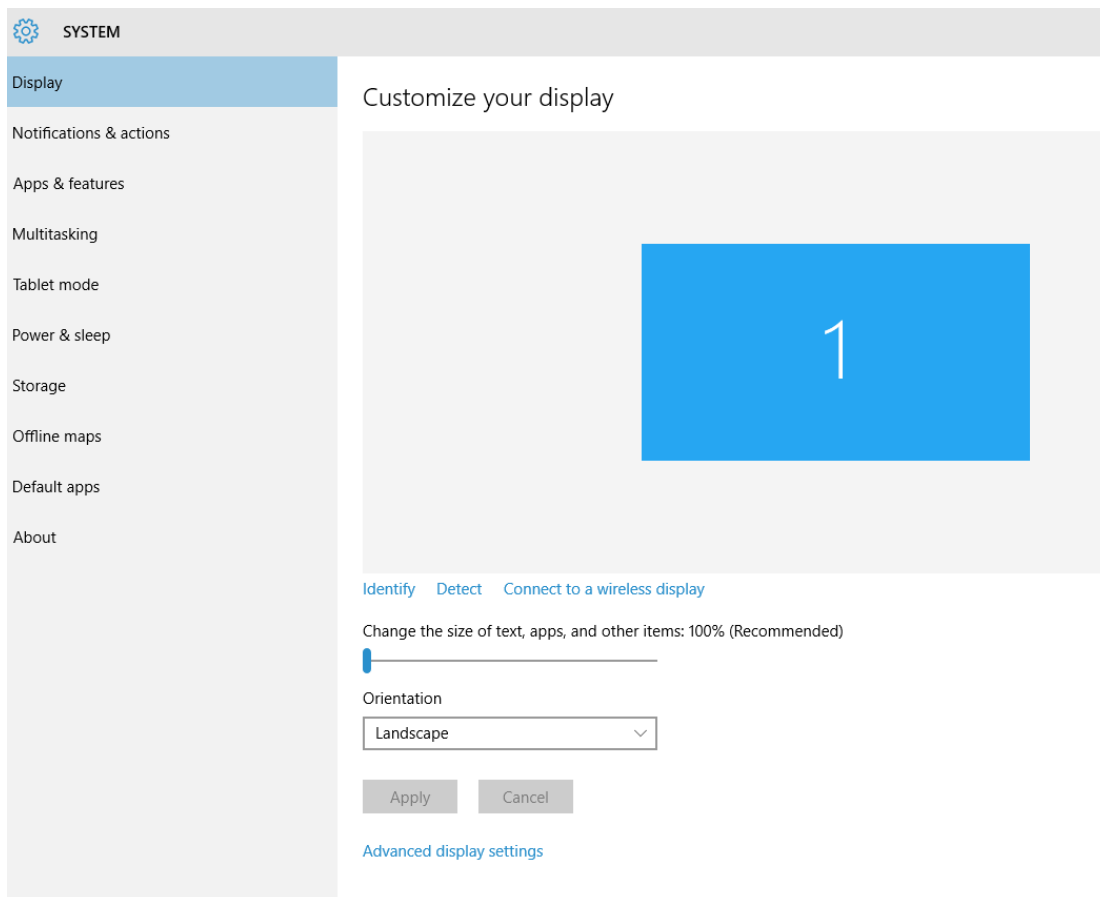 SYSTEM
Display
Notifications & actions
Apps & features
Multitasking
Tablet mode
Power & sleep
Storage
Offline maps
Default apps
About
Customize your display
1
Identify Detect Connect to a wireless display
Change the size of text, apps, and other items: 100% (Recommended)
Orientation
Landscape
Apply Cancel
Advanced display settings